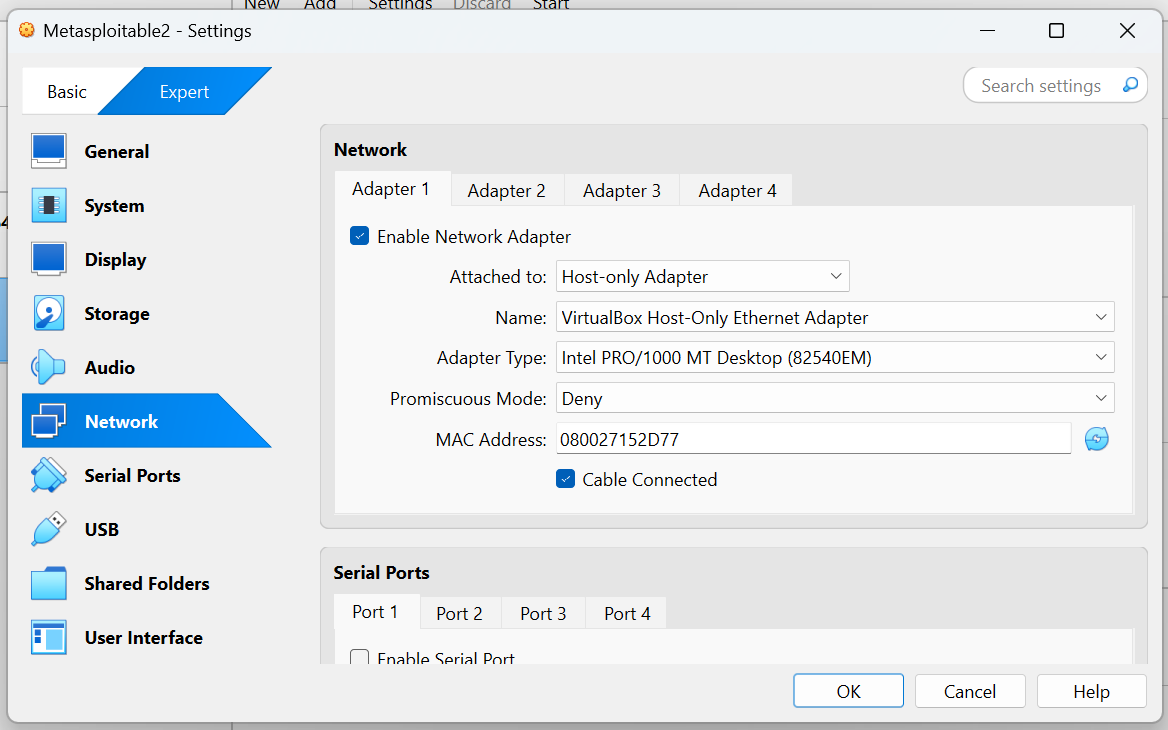 New Add Settings Discard Start
Metasploitable2 - Settings
Basic Expert
Search settings
General
System
Display
Storage
Audio
Network
Serial Ports
USB
Shared Folders
User Interface
Network
Adapter 1 Adapter 2 Adapter 3 Adapter 4
Enable Network Adapter
Attached to: Host-only Adapter
Name: VirtualBox Host-Only Ethernet Adapter
Adapter Type: Intel PRO/1000 MT Desktop (82540EM)
Promiscuous Mode: Deny
MAC Address: 080027152D77
Cable Connected
Serial Ports
Port 1 Port 2 Port 3 Port 4
Enable Serial Port
OK Cancel Help